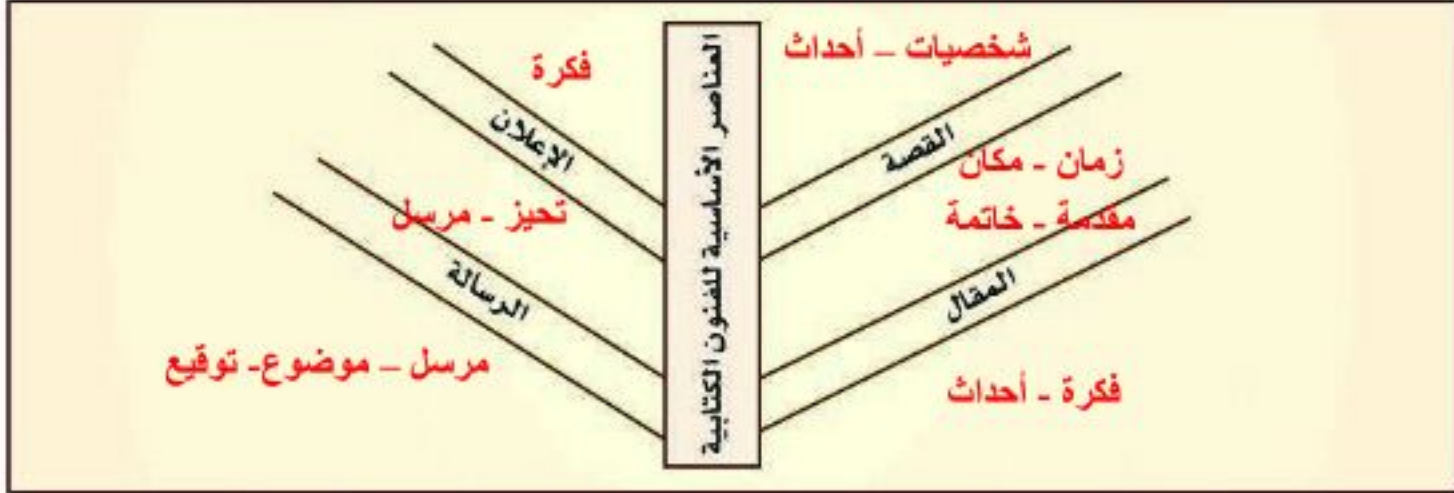 العناصر الأساسية للفنون الكتابية
شخصيات – أحداث
القصة
زمان - مكان
مقدمة - خاتمة
المقال
فكرة - أحداث
فكرة
الإعلان
تحيز - مرسل
الرسالة
مرسل – موضوع- توقيع